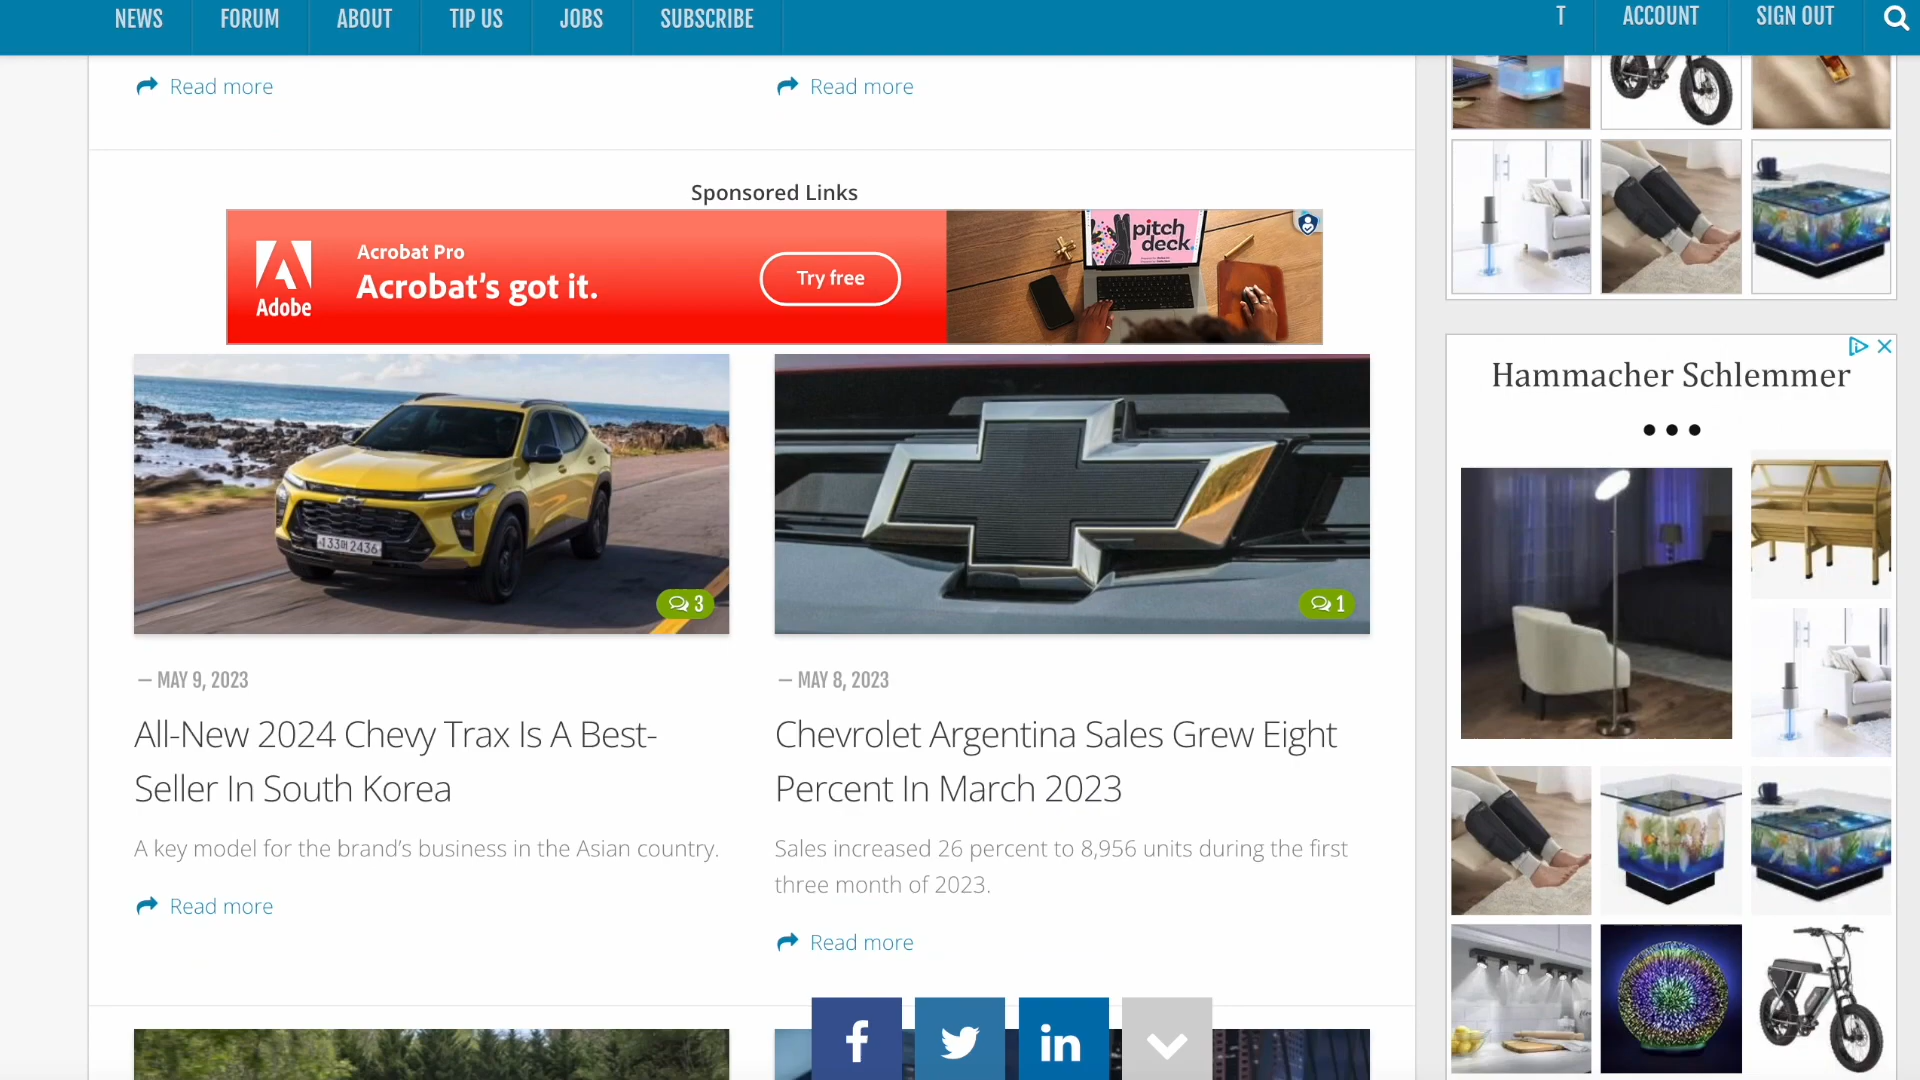 NEWS
FORUM
ABOUT
TIP US
JOBS
SUBSCRIBE
T
ACCOUNT
SIGN OUT
Read more
Read more
Sponsored Links
Adobe
Acrobat Pro
Acrobat's got it.
Try free
pitch
deck
133 2436
3
1
— MAY 9, 2023
All-New 2024 Chevy Trax Is A Best-
Seller In South Korea
A key model for the brand's business in the Asian country.
Read more
— MAY 8, 2023
Chevrolet Argentina Sales Grew Eight
Percent In March 2023
Sales increased 26 percent to 8,956 units during the first
three month of 2023.
Read more
Hammacher Schlemmer
f
in